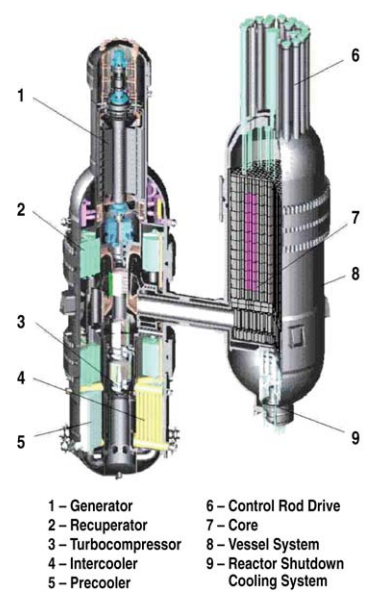 1
2
3
4
5
6
7
8
9
1 – Generator
2 – Recuperator
3 – Turbocompressor
4 – Intercooler
5 – Precooler
6 – Control Rod Drive
7 – Core
8 – Vessel System
9 – Reactor Shutdown
Cooling System